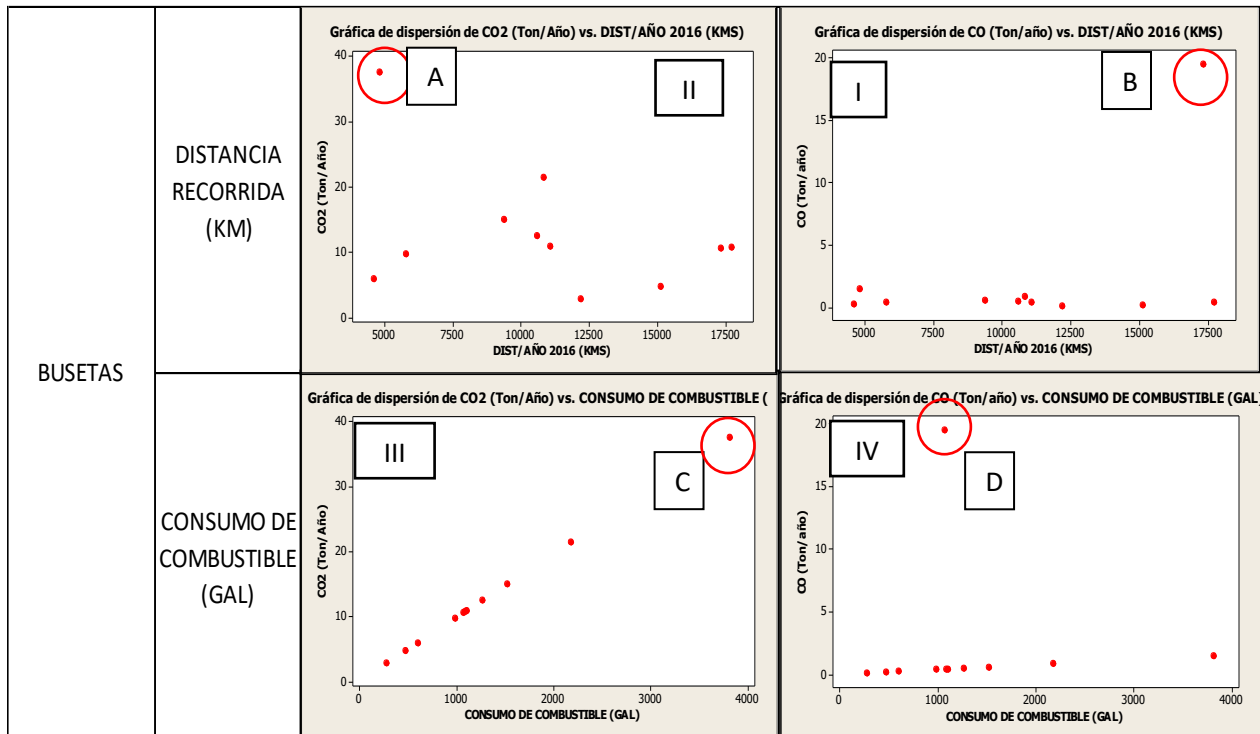 BUSETAS
DISTANCIA
RECORRIDA
(KM)
Gráfica de dispersión de CO2 (Ton/Año) vs. DIST/AÑO 2016 (KMS)
A
II
CO2 (Ton/Año)
40
30
20
10
0
5000 7500 10000 12500 15000 17500
DIST/AÑO 2016 (KMS)
Gráfica de dispersión de CO (Ton/año) vs. DIST/AÑO 2016 (KMS)
I
B
CO (Ton/año)
20
15
10
5
0
5000 7500 10000 12500 15000 17500
DIST/AÑO 2016 (KMS)
CONSUMO DE
COMBUSTIBLE
(GAL)
Gráfica de dispersión de CO2 (Ton/Año) vs. CONSUMO DE COMBUSTIBLE (
III
C
CO2 (Ton/Año)
40
30
20
10
0
0 1000 2000 3000 4000
CONSUMO DE COMBUSTIBLE (GAL)
Gráfica de dispersión de CO (Ton/año) vs. CONSUMO DE COMBUSTIBLE (GAL)
IV
D
CO (Ton/año)
20
15
10
5
0
0 1000 2000 3000 4000
CONSUMO DE COMBUSTIBLE (GAL)